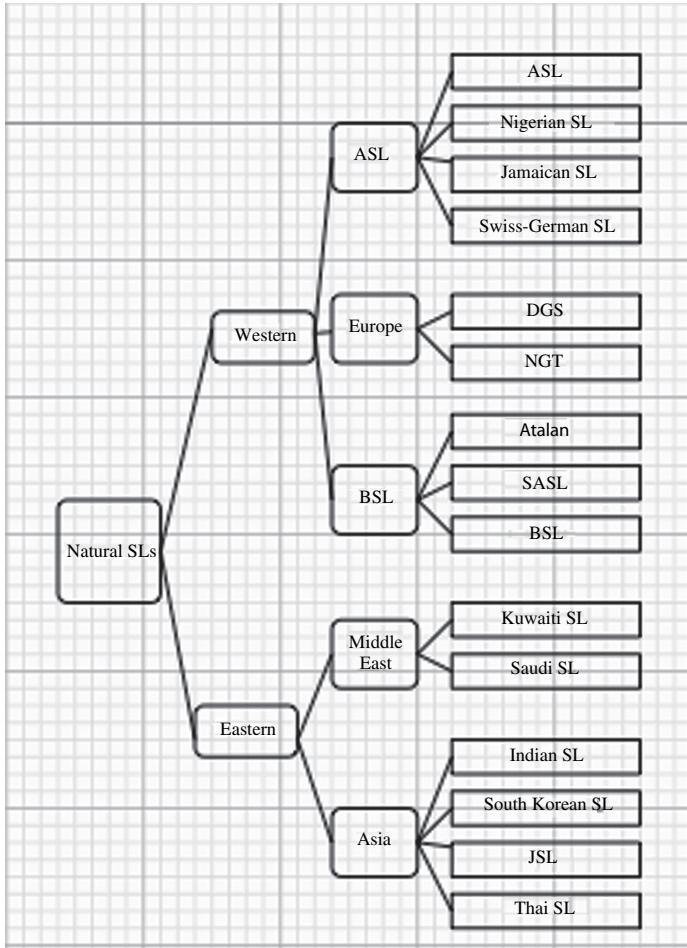 Natural SLs
Western
ASL
ASL
Nigerian SL
Jamaican SL
Swiss-German SL
Europe
DGS
NGT
BSL
Atalan
SASL
BSL
Eastern
Middle
East
Kuwaiti SL
Saudi SL
Asia
Indian SL
South Korean SL
JSL
Thai SL